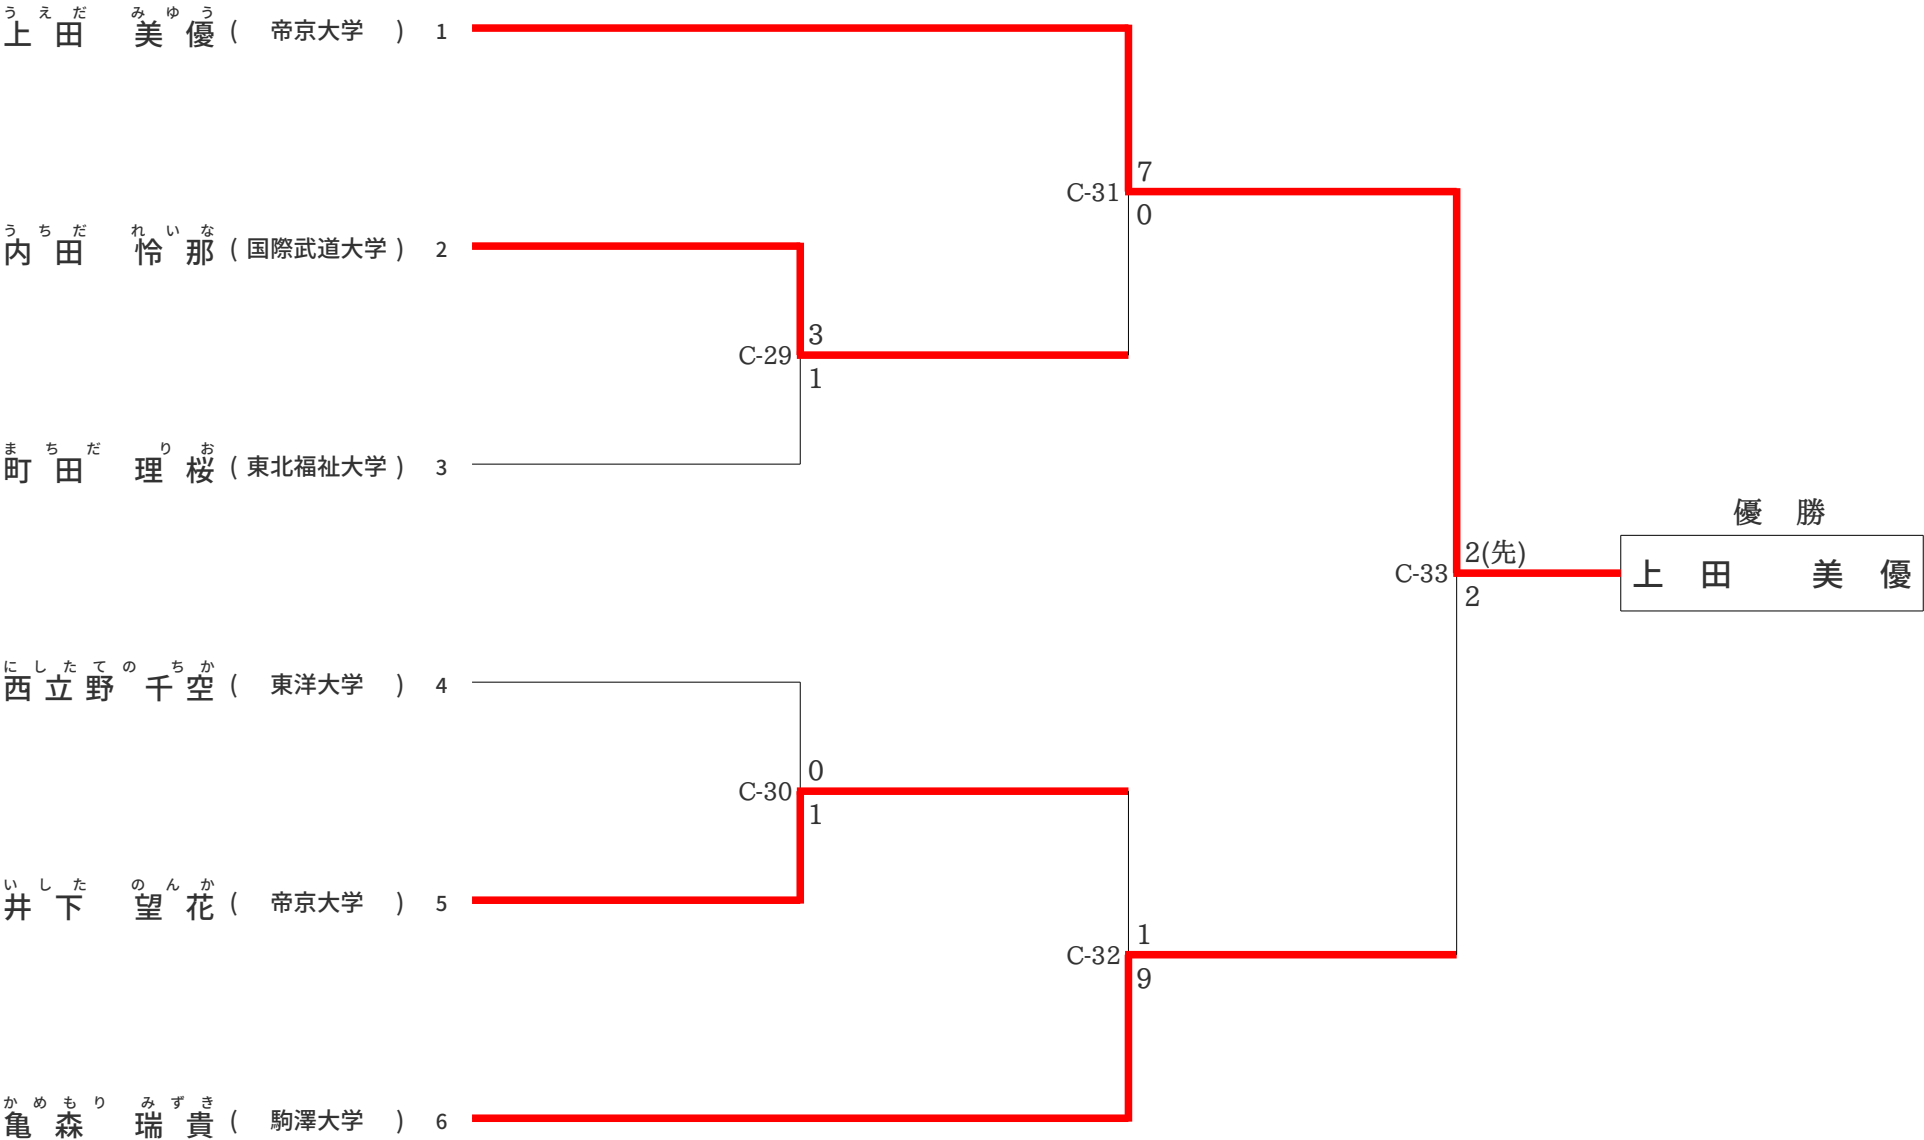 うえだ みゆう
上田 美優 ( 帝京大学 ) 1
7
C-31
0
うちだ れいな
内田 怜那 ( 国際武道大学 ) 2
3
C-29
1
まちだ りお
町田 理桜 ( 東北福祉大学 ) 3
優勝
2(先)
C-33
上田 美優
2
にしたての ちか
西立野 千空 ( 東洋大学 ) 4
0
C-30
1
いした のんか
井下 望花 ( 帝京大学 ) 5
1
C-32
9
かめもり みずき
亀森 瑞貴 ( 駒澤大学 ) 6